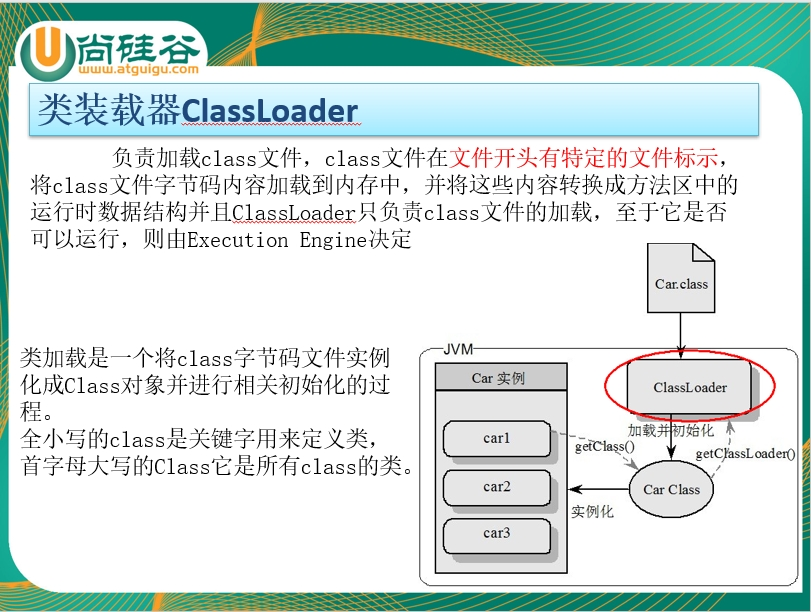 尚硅谷
www.atguigu.com
类装载器ClassLoader
负责加载class文件，class文件在文件开头有特定的文件标示，
将class文件字节码内容加载到内存中，并将这些内容转换成方法区中的
运行时数据结构并且ClassLoader只负责class文件的加载，至于它是否
可以运行，则由Execution Engine决定
Car.class
类加载是一个将class字节码文件实例
化成Class对象并进行相关初始化的过
程。
全小写的class是关键字用来定义类，
首字母大写的Class它是所有class的类。
JVM
Car 实例
ClassLoader
car1
加载并初始化
getClass()
getClassLoader()
car2
Car Class
实例化
car3